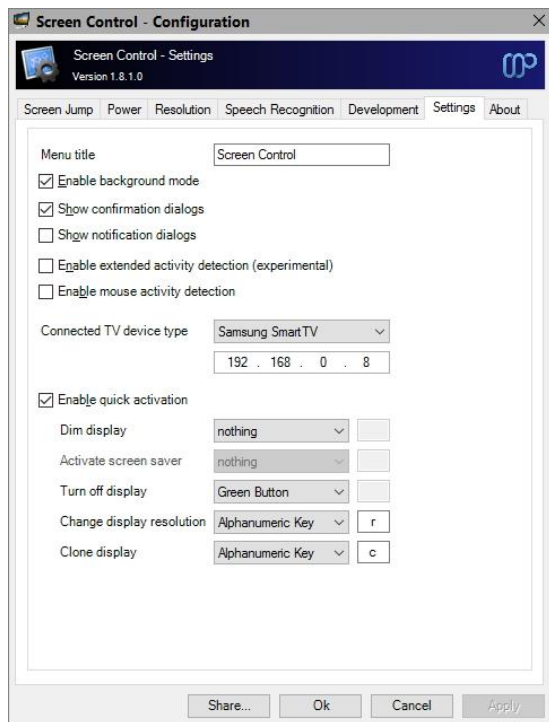 Screen Control - Configuration
Screen Control - Settings
Version 1.8.1.0
Screen Jump Power Resolution Speech Recognition Development Settings About
Menu title Screen Control
Enable background mode
Show confirmation dialogs
Show notification dialogs
Enable extended activity detection (experimental)
Enable mouse activity detection
Connected TV device type Samsung SmartTV
192 . 168 . 0 . 8
Enable quick activation
Dim display nothing
Activate screen saver nothing
Turn off display Green Button
Change display resolution Alphanumeric Key r
Clone display Alphanumeric Key c
Share... Ok Cancel Apply